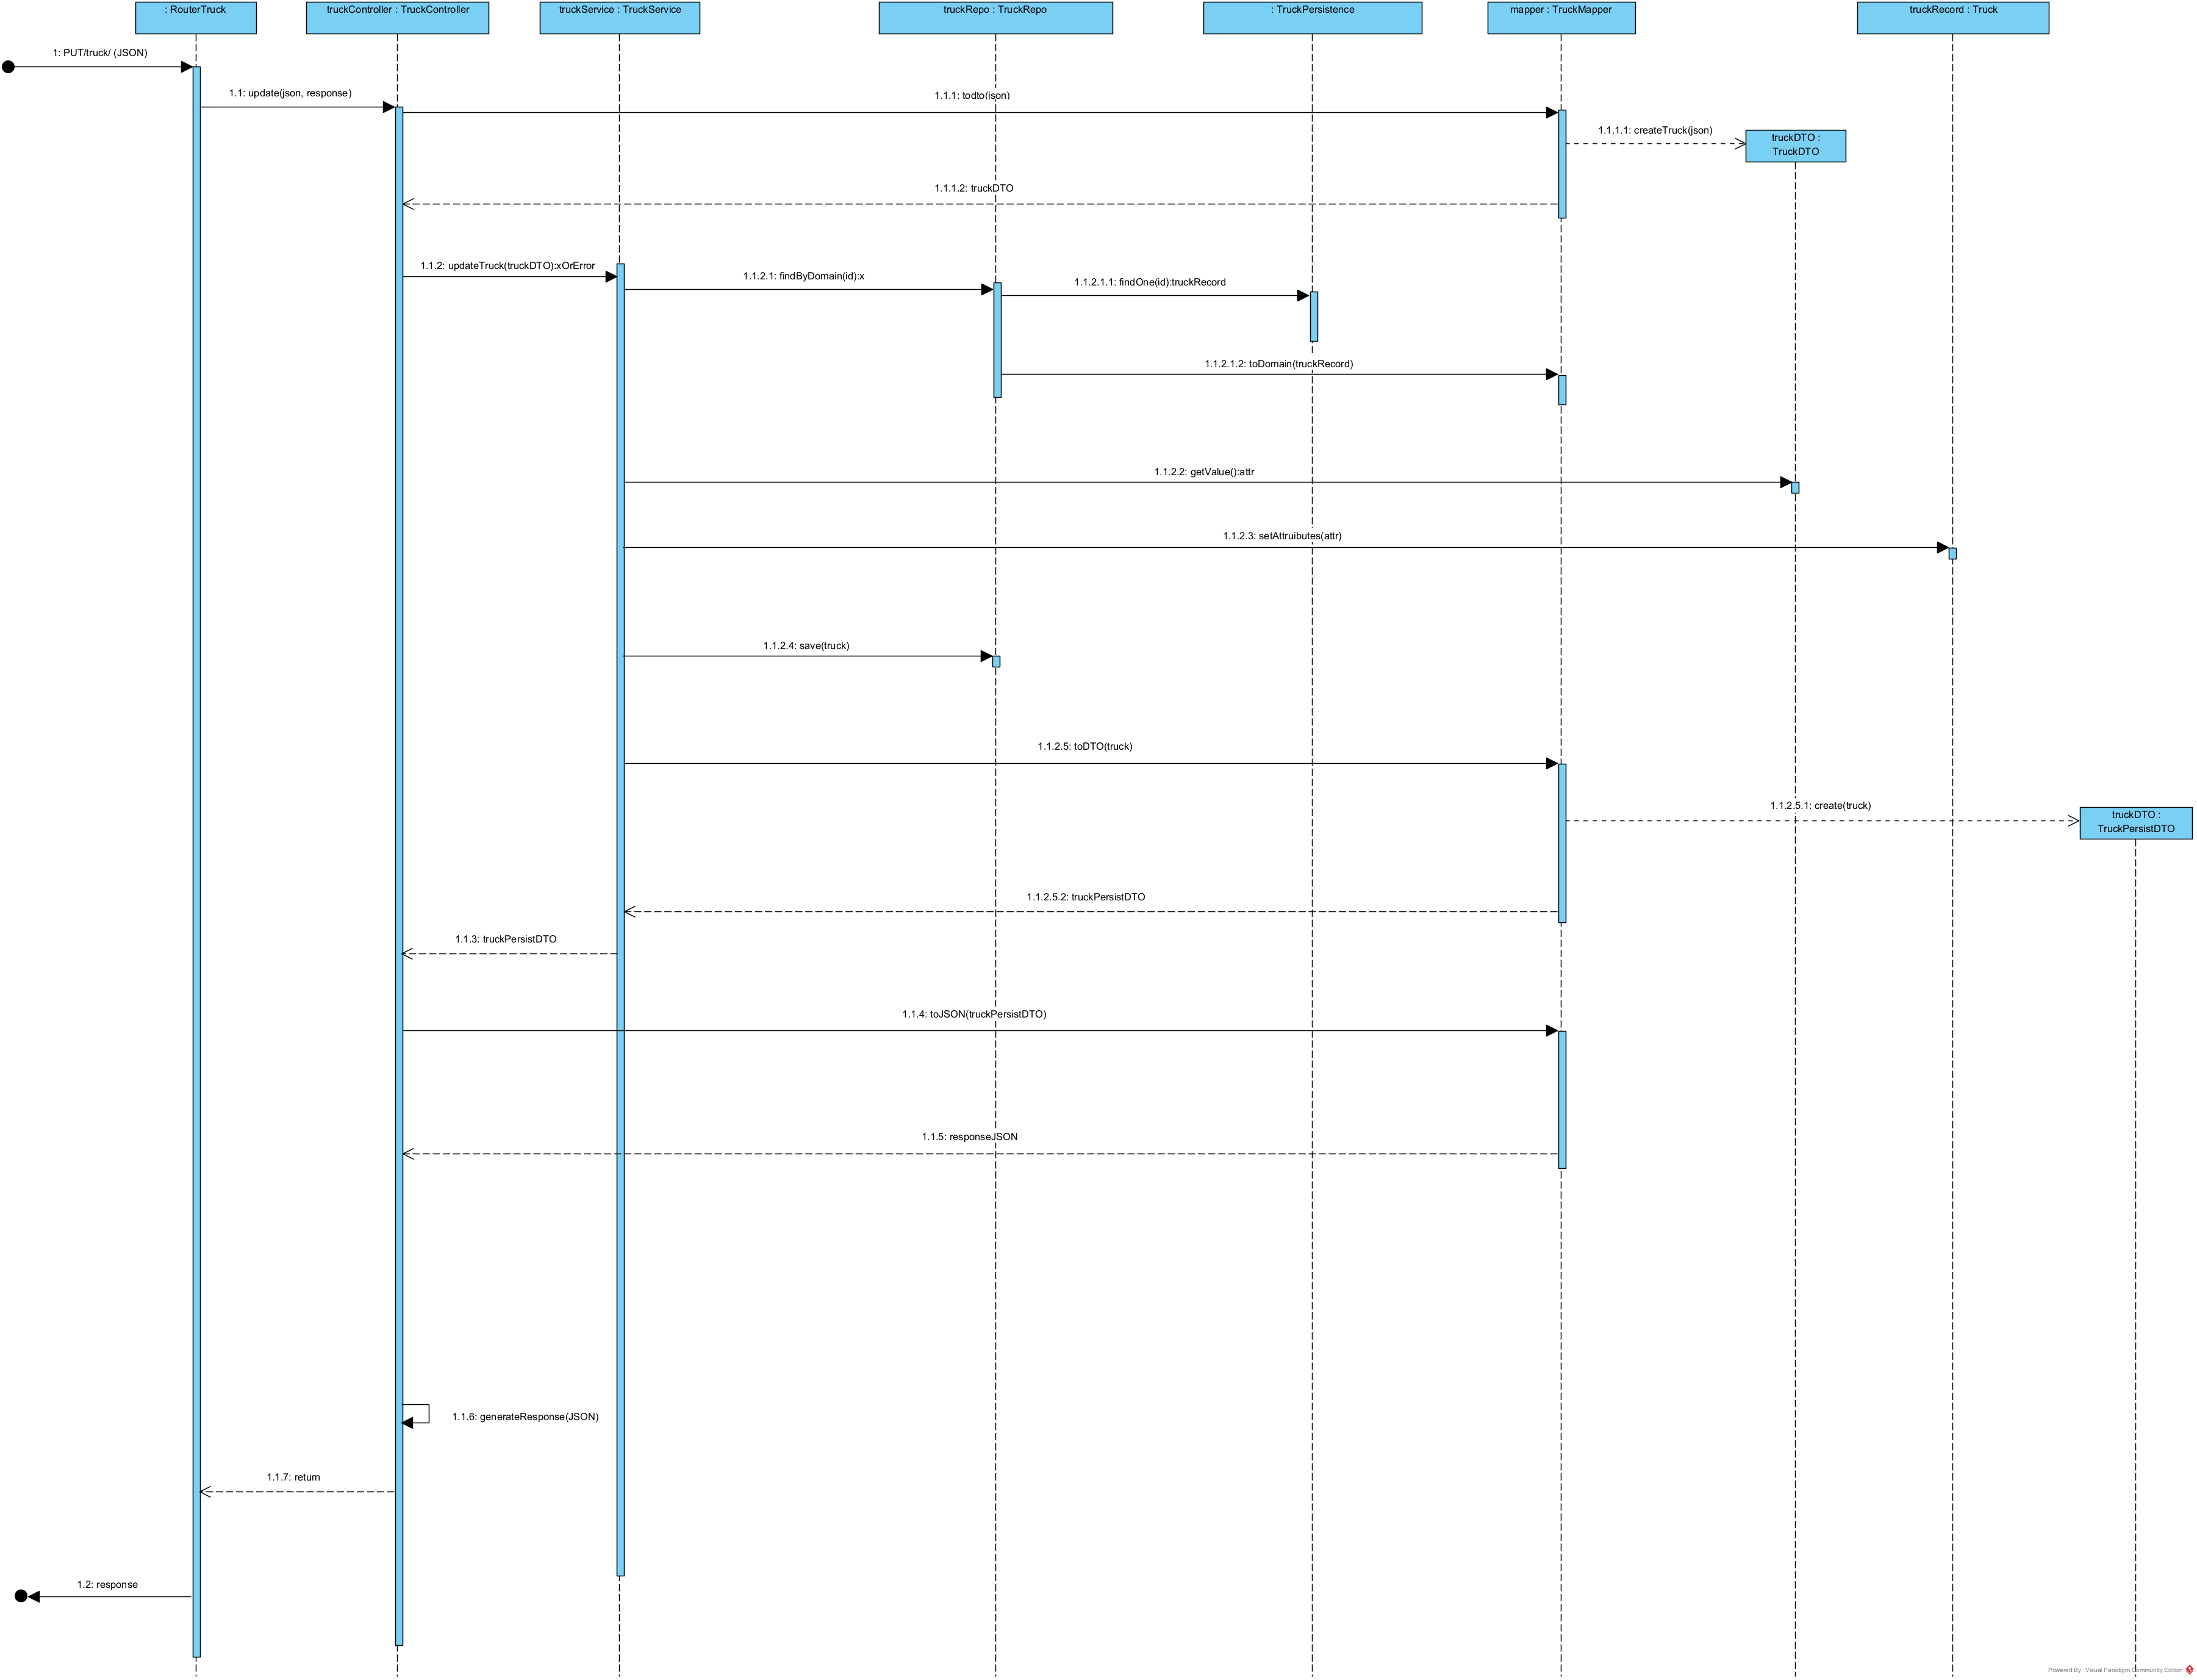 : RouterTruck
truckController : TruckController
truckService : TruckService
truckRepo : TruckRepo
: TruckPersistence
mapper : TruckMapper
truckRecord : Truck
1: PUT/truck/ (JSON)
1.1: update(json, response)
1.1.1: todto(json)
1.1.1.1: createTruck(json)
truckDTO :
TruckDTO
1.1.1.2: truckDTO
1.1.2: updateTruck(truckDTO):xOrError
1.1.2.1: findByDomain(id):x
1.1.2.1.1: findOne(id):truckRecord
1.1.2.1.2: toDomain(truckRecord)
1.1.2.2: getValue():attr
1.1.2.3: setAttruibutes(attr)
1.1.2.4: save(truck)
1.1.2.5: toDTO(truck)
1.1.2.5.1: create(truck)
truckDTO :
TruckPersistDTO
1.1.2.5.2: truckPersistDTO
1.1.3: truckPersistDTO
1.1.4: toJSON(truckPersistDTO)
1.1.5: responseJSON
1.1.6: generateResponse(JSON)
1.1.7: return
1.2: response
Powered By: Visual Paradigm Community Edition